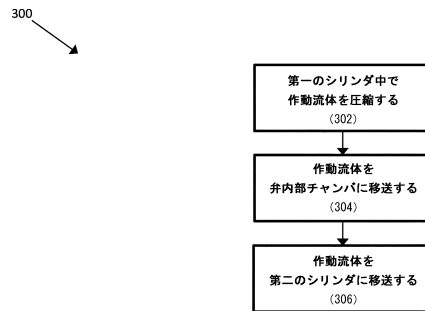 300
第一のシリンダ中で
作動流体を圧縮する
(302)
作動流体を
弁内部チャンバに移送する
(304)
作動流体を
第二のシリンダに移送する
(306)